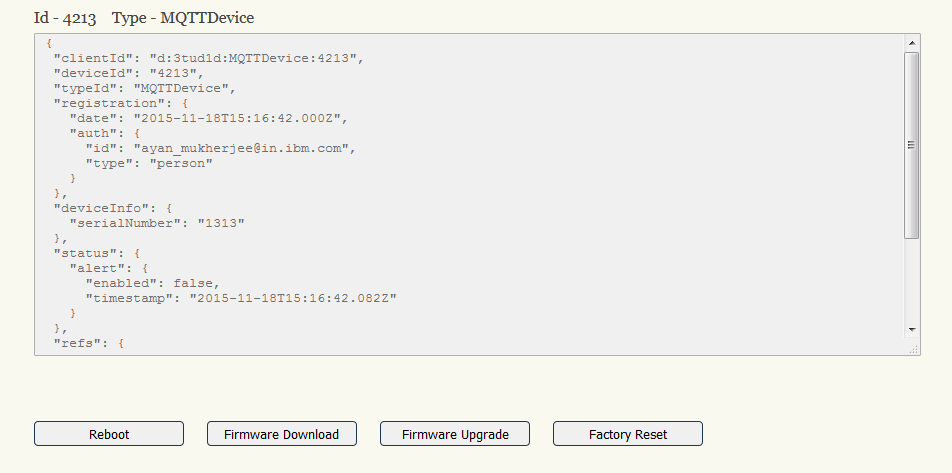 Id - 4213 Type - MQTTDevice
{
"clientId": "d:3tud1d:MQTTDevice:4213",
"deviceId": "4213",
"typeId": "MQTTDevice",
"registration": {
"date": "2015-11-18T15:16:42.000Z",
"auth": {
"id": "ayan_mukherjee@in.ibm.com",
"type": "person"
}
},
"deviceInfo": {
"serialNumber": "1313"
},
"status": {
"alert": {
"enabled": false,
"timestamp": "2015-11-18T15:16:42.082Z"
}
},
"refs": {
Reboot Firmware Download Firmware Upgrade Factory Reset